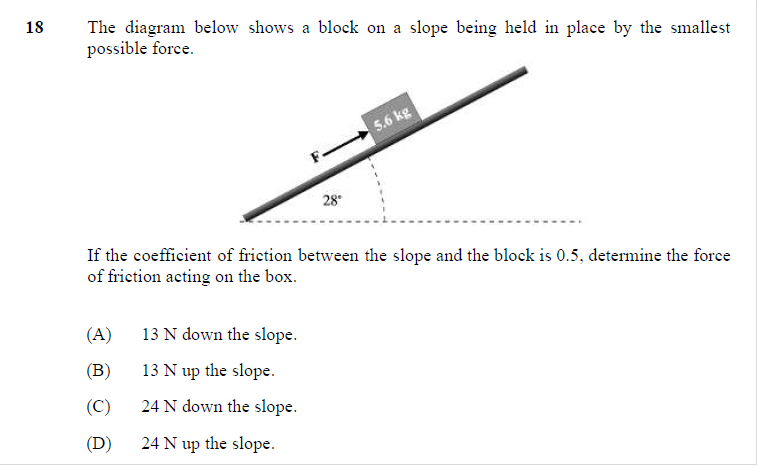 18 The diagram below shows a block on a slope being held in place by the smallest
possible force.
5.6 kg
F
28°
If the coefficient of friction between the slope and the block is 0.5, determine the force
of friction acting on the box.
(A) 13 N down the slope.
(B) 13 N up the slope.
(C) 24 N down the slope.
(D) 24 N up the slope.